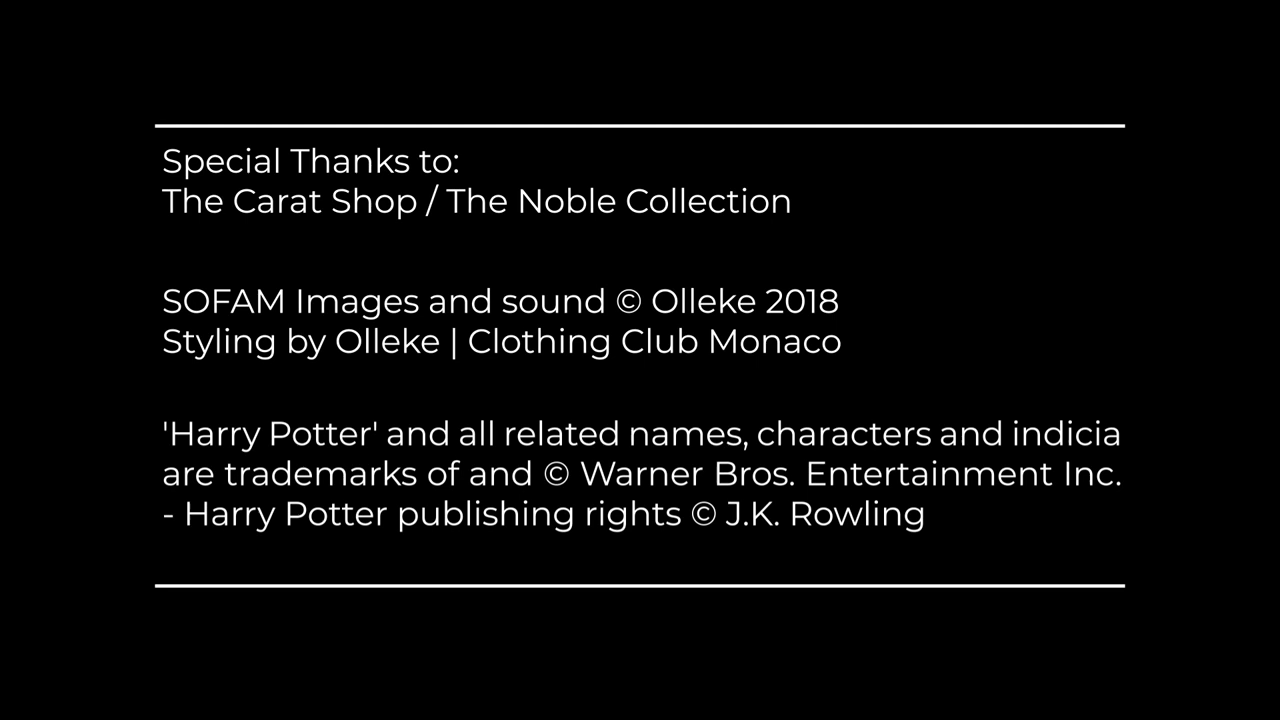 Special Thanks to:
The Carat Shop / The Noble Collection
SOFAM Images and sound © Olleke 2018
Styling by Olleke | Clothing Club Monaco
'Harry Potter' and all related names, characters and indicia
are trademarks of and © Warner Bros. Entertainment Inc.
- Harry Potter publishing rights © J.K. Rowling